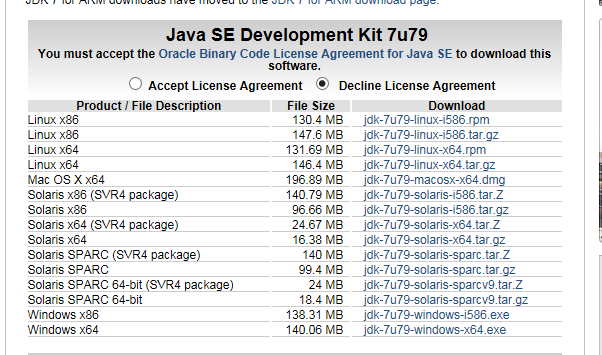 JDK 7 for ARM downloads have moved to the JDK 7 for ARM download page.
Java SE Development Kit 7u79
You must accept the Oracle Binary Code License Agreement for Java SE to download this
software.
Accept License Agreement Decline License Agreement
Product / File Description File Size Download
Linux x86 130.4 MB jdk-7u79-linux-i586.rpm
Linux x86 147.6 MB jdk-7u79-linux-i586.tar.gz
Linux x64 131.69 MB jdk-7u79-linux-x64.rpm
Linux x64 146.4 MB jdk-7u79-linux-x64.tar.gz
Mac OS X x64 196.89 MB jdk-7u79-macosx-x64.dmg
Solaris x86 (SVR4 package) 140.79 MB jdk-7u79-solaris-i586.tar.Z
Solaris x86 96.66 MB jdk-7u79-solaris-i586.tar.gz
Solaris x64 (SVR4 package) 24.67 MB jdk-7u79-solaris-x64.tar.Z
Solaris x64 16.38 MB jdk-7u79-solaris-x64.tar.gz
Solaris SPARC (SVR4 package) 140 MB jdk-7u79-solaris-sparc.tar.Z
Solaris SPARC 99.4 MB jdk-7u79-solaris-sparc.tar.gz
Solaris SPARC 64-bit (SVR4 package) 24 MB jdk-7u79-solaris-sparcv9.tar.Z
Solaris SPARC 64-bit 18.4 MB jdk-7u79-solaris-sparcv9.tar.gz
Windows x86 138.31 MB jdk-7u79-windows-i586.exe
Windows x64 140.06 MB jdk-7u79-windows-x64.exe